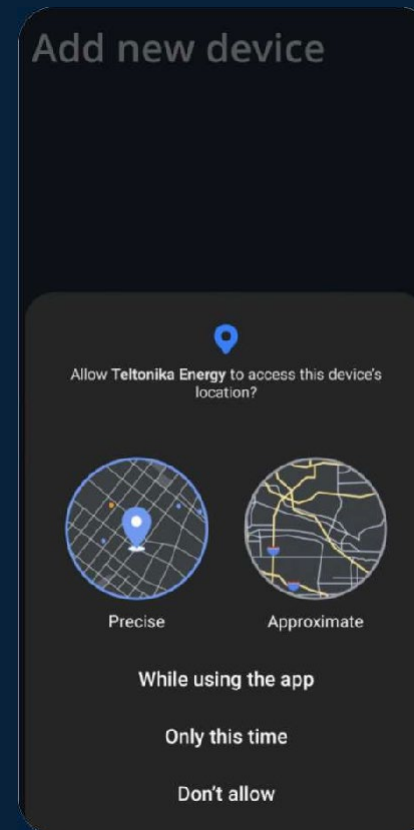 Add new device
Allow Teltonika Energy to access this device's
location?
Precise
Approximate
While using the app
Only this time
Don't allow